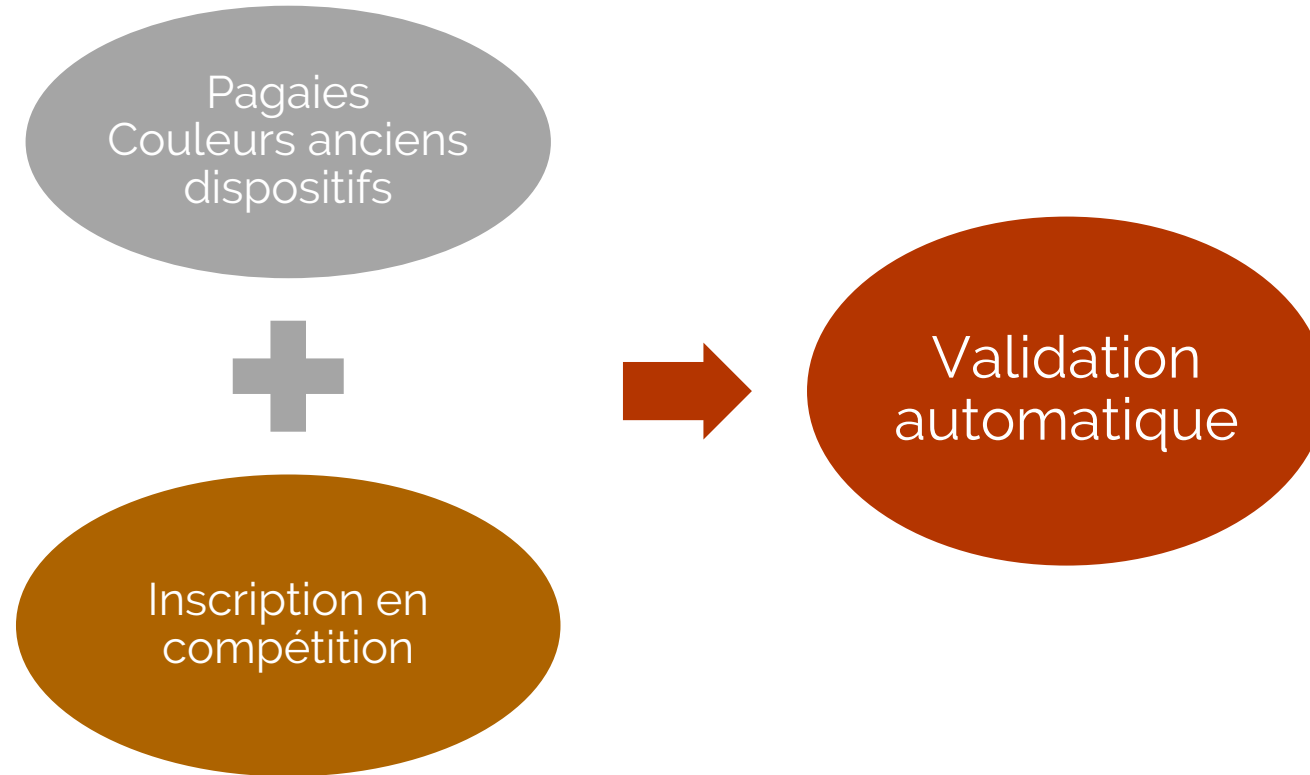 Pagaies
Couleurs anciens
dispositifs
Validation
automatique
Inscription en
compétition